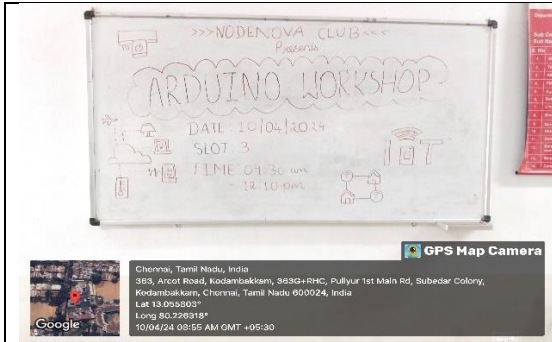 >>>NODENOVA CLUB<<<
Presents
ARDUINO WORKSHOP
DATE: 10/04/2024
SLOT: 3
TIME: 09:30 am
- 12:10 pm
GPS Map Camera
Chennai, Tamil Nadu, India
363, Arcot Road, Kodambakkam, 363G+RHC, Pullyur 1st Main Rd, Subedar Colony,
Kodambakkam, Chennai, Tamil Nadu 600024, India
Lat 13.055603°
Long 80.226318°
10/04/24 08:55 AM GMT +05:30
Google